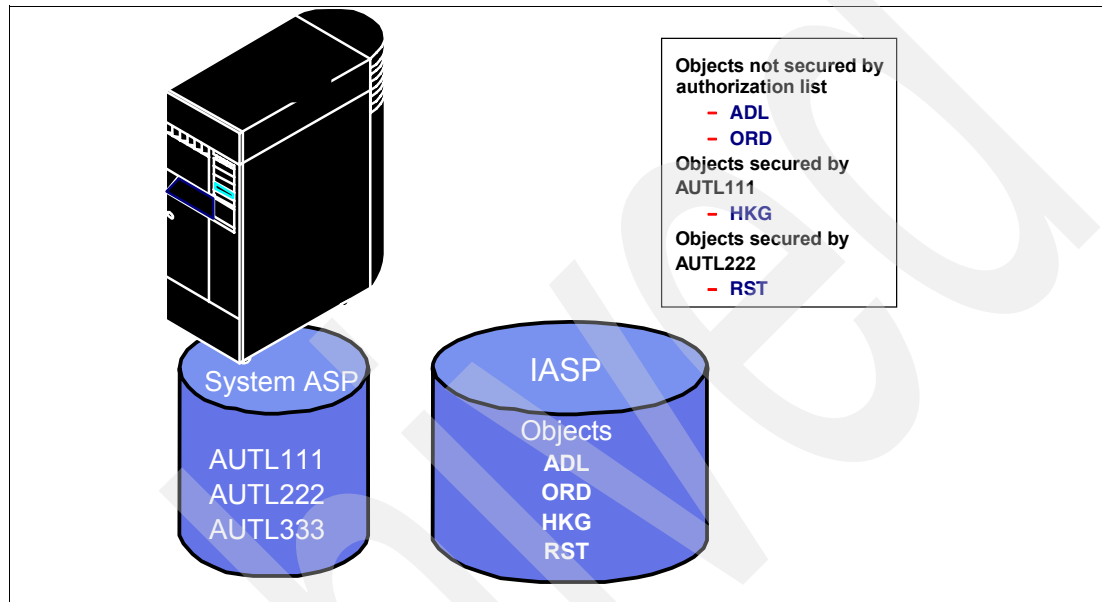 Objects not secured by
authorization list
– ADL
– ORD
Objects secured by
AUTL111
– HKG
Objects secured by
AUTL222
– RST
System ASP
AUTL111
AUTL222
AUTL333
IASP
Objects
ADL
ORD
HKG
RST